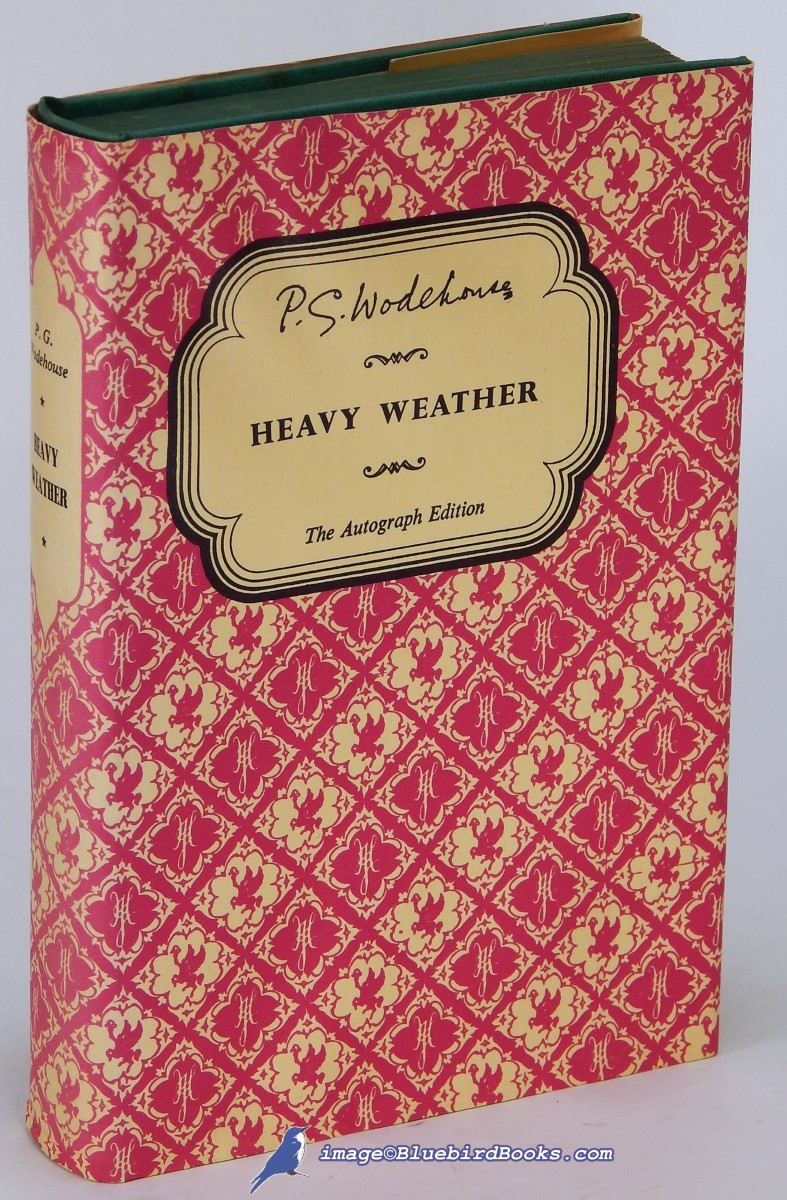 P. G. Wodehouse
HEAVY WEATHER
The Autograph Edition
P. G.
Wodehouse
*
HEAVY
WEATHER
*
image©BluebirdBooks.com